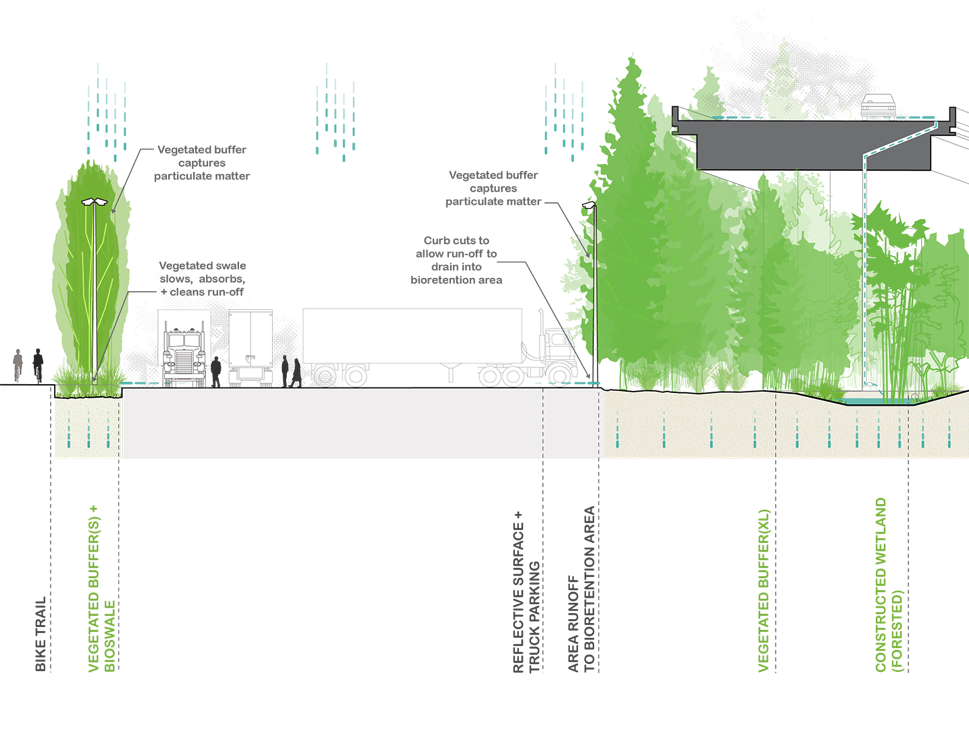 Vegetated buffer
captures
particulate matter
Vegetated swale
slows, absorbs,
+ cleans run-off
Vegetated buffer
captures
particulate matter
Curb cuts to
allow run-off to
drain into
bioretention area
BIKE TRAIL
VEGETATED BUFFER(S) +
BIOSWALE
REFLECTIVE SURFACE +
TRUCK PARKING
AREA RUNOFF
TO BIORETENTION AREA
VEGETATED BUFFER(XL)
CONSTRUCTED WETLAND
(FORESTED)